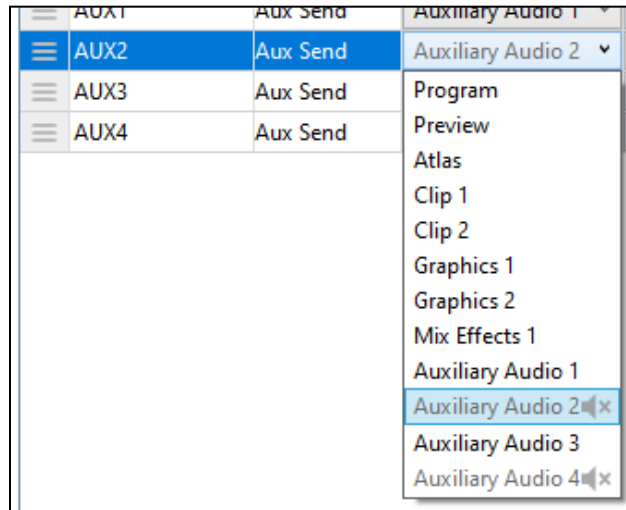 AUX1 Aux Send Auxiliary Audio 1
AUX2 Aux Send Auxiliary Audio 2
AUX3 Aux Send Program
AUX4 Aux Send Preview
Atlas
Clip 1
Clip 2
Graphics 1
Graphics 2
Mix Effects 1
Auxiliary Audio 1
Auxiliary Audio 2
Auxiliary Audio 3
Auxiliary Audio 4